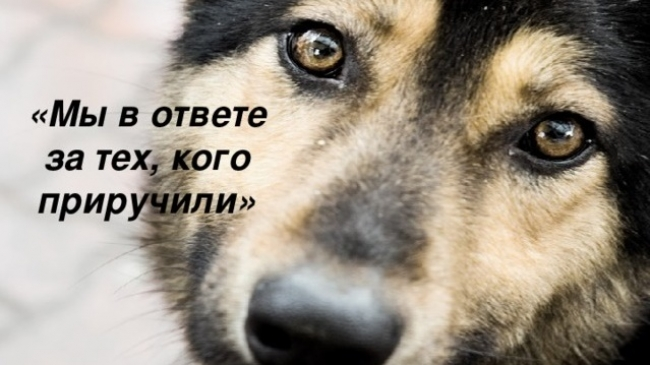 «Мы в ответе
за тех, кого
приручили»